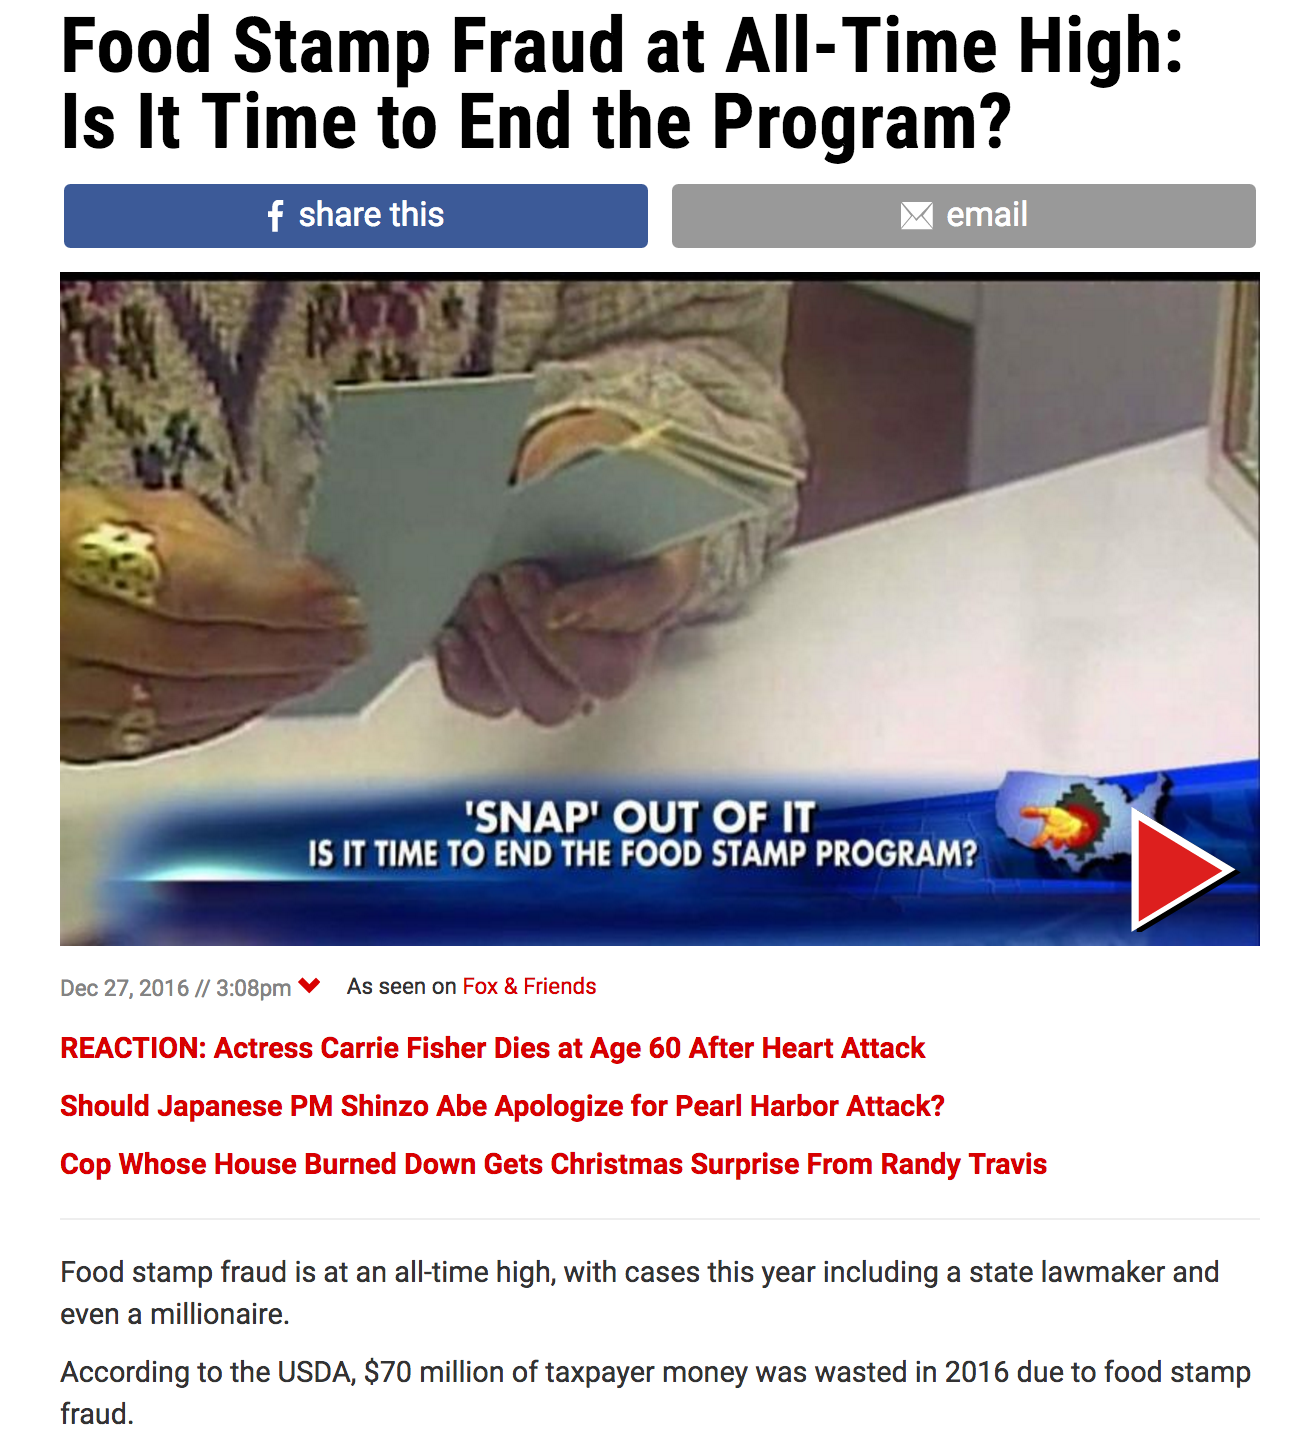 Food Stamp Fraud at All-Time High:
Is It Time to End the Program?
share this
email
'SNAP' OUT OF IT
IS IT TIME TO END THE FOOD STAMP PROGRAM?
Dec 27, 2016 // 3:08pm As seen on Fox & Friends
REACTION: Actress Carrie Fisher Dies at Age 60 After Heart Attack
Should Japanese PM Shinzo Abe Apologize for Pearl Harbor Attack?
Cop Whose House Burned Down Gets Christmas Surprise From Randy Travis
Food stamp fraud is at an all-time high, with cases this year including a state lawmaker and
even a millionaire.
According to the USDA, $70 million of taxpayer money was wasted in 2016 due to food stamp
fraud.